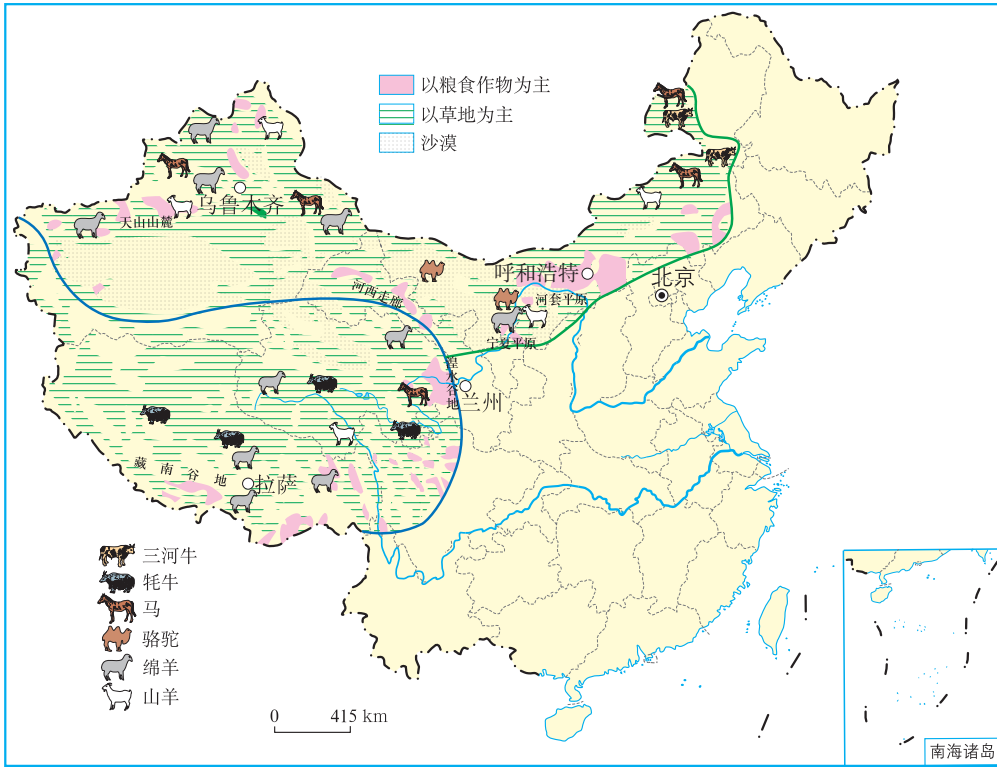 以粮食作物为主
以草地为主
沙漠
乌鲁木齐
天山山麓
呼和浩特
北京
河西走地
河套平原
宁夏平原
湟水谷地
兰州
藏南谷地
拉萨
三河牛
牦牛
马
骆驼
绵羊
山羊
0 415 km
南海诸岛